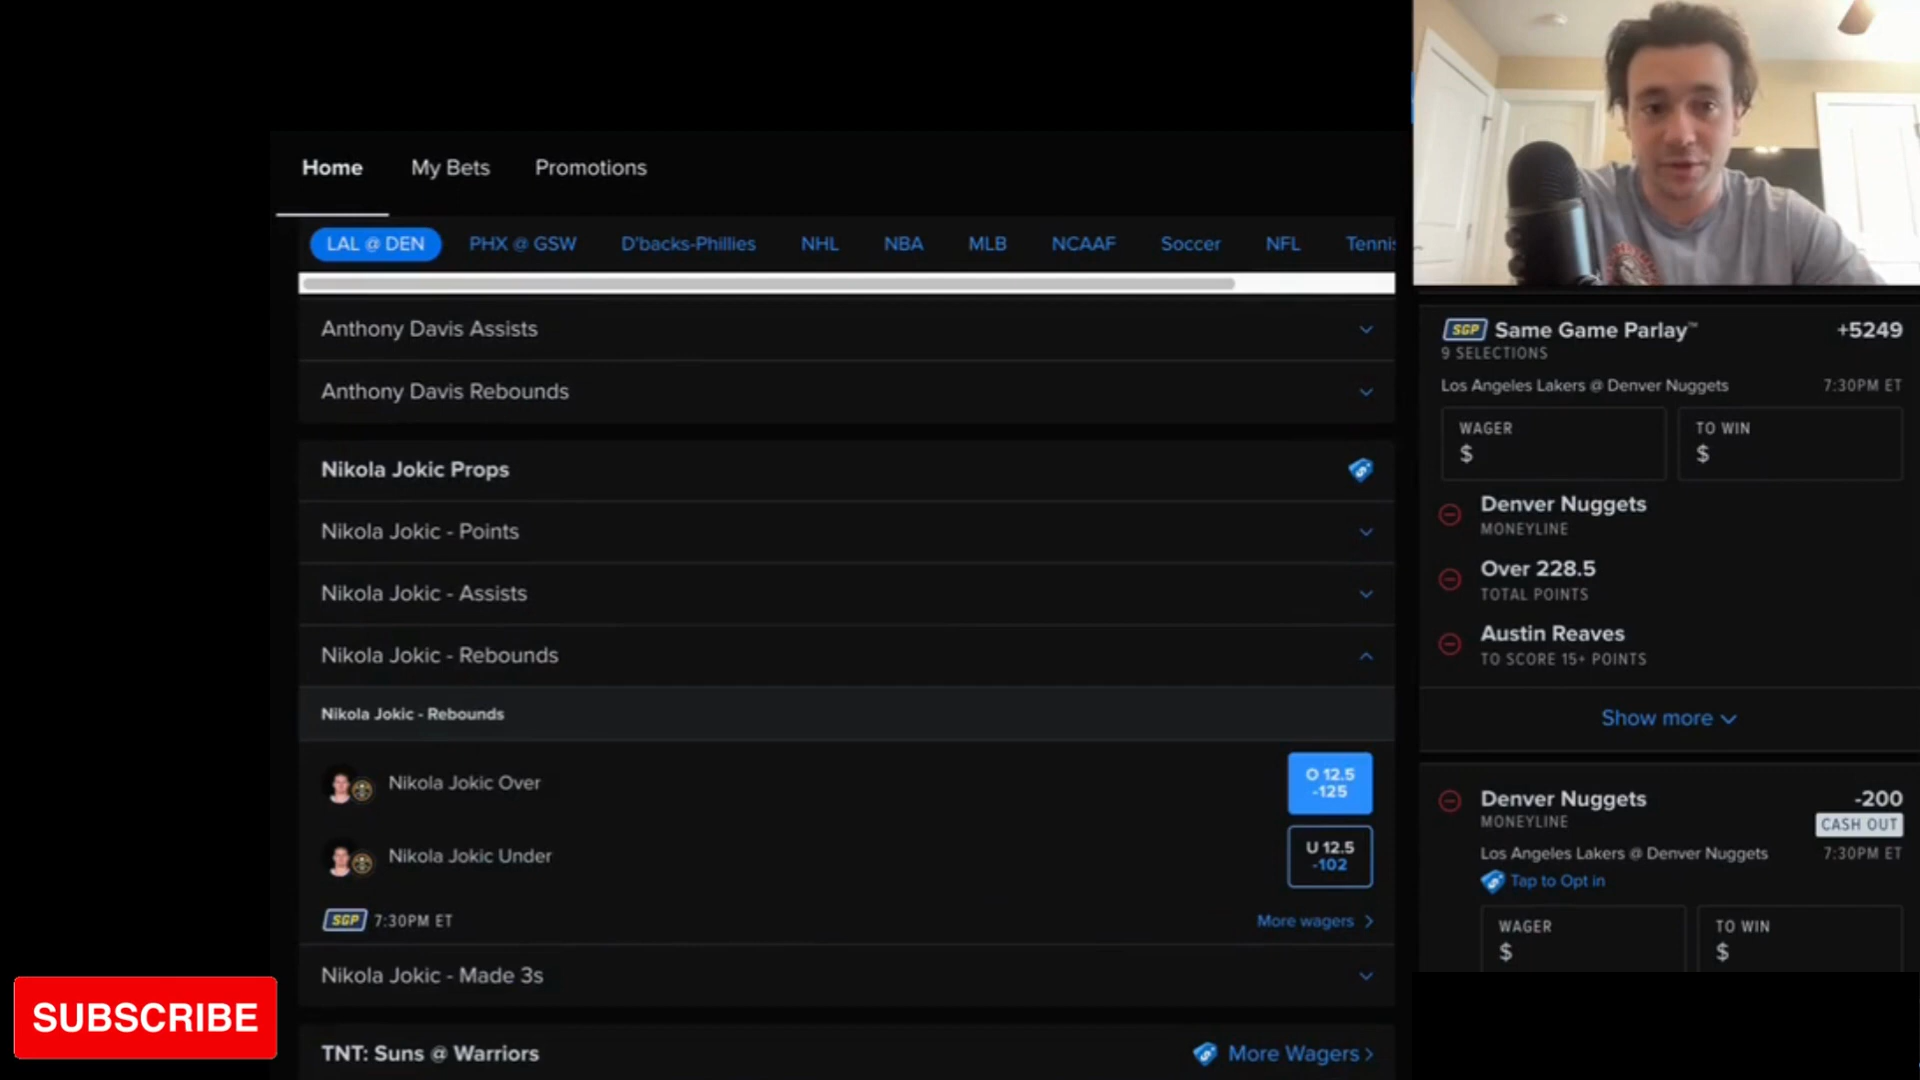 Home My Bets Promotions
LAL @ DEN PHX @ GSW D'backs-Phillies NHL NBA MLB NCAAF Soccer NFL Tennis
Anthony Davis Assists
Anthony Davis Rebounds
Nikola Jokic Props
Nikola Jokic - Points
Nikola Jokic - Assists
Nikola Jokic - Rebounds
Nikola Jokic - Rebounds
Nikola Jokic Over
O 12.5
-125
Nikola Jokic Under
U 12.5
-102
SGP 7:30PM ET More wagers
Nikola Jokic - Made 3s
TNT: Suns @ Warriors More Wagers
SUBSCRIBE
SGP Same Game Parlay™ +5249
9 SELECTIONS
Los Angeles Lakers @ Denver Nuggets 7:30PM ET
WAGER TO WIN
$ $
Denver Nuggets
MONEYLINE
Over 228.5
TOTAL POINTS
Austin Reaves
TO SCORE 15+ POINTS
Show more
Denver Nuggets -200
MONEYLINE CASH OUT
Los Angeles Lakers @ Denver Nuggets 7:30PM ET
Tap to Opt in
WAGER TO WIN
$ $